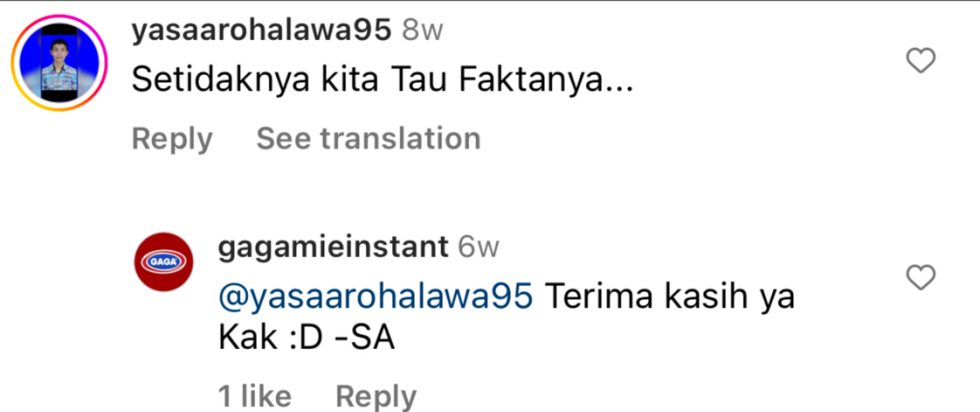 yasaarohalawa95 8w
Setidaknya kita Tau Faktanya...
Reply See translation
gagamieinstant 6w
GAGA
@yasaarohalawa95 Terima kasih ya
Kak :D -SA
1 like Reply